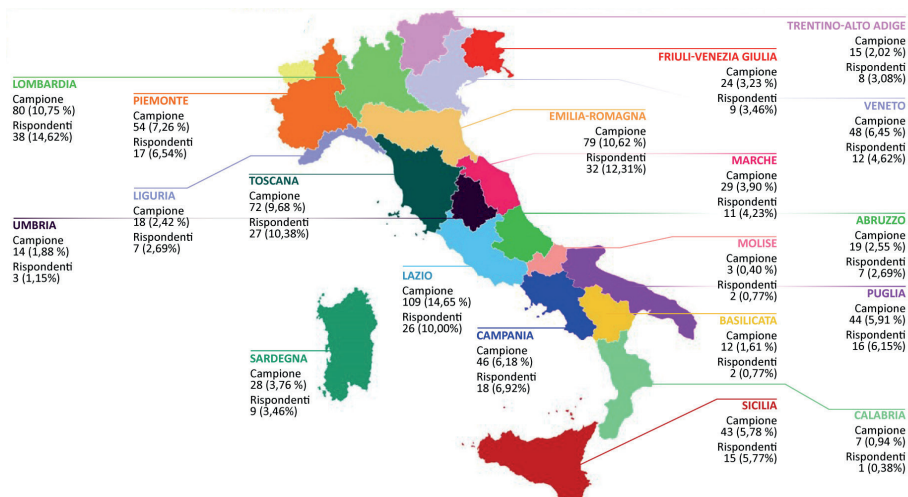 TRENTINO-ALTO ADIGE
Campione
15 (2,02 %)
Rispondenti
8 (3,08%)
FRIULI-VENEZIA GIULIA
Campione
24 (3,23 %)
Rispondenti
9 (3,46%)
LOMBARDIA
Campione
80 (10,75 %)
Rispondenti
38 (14,62%)
PIEMONTE
Campione
54 (7,26 %)
Rispondenti
17 (6,54%)
EMILIA-ROMAGNA
Campione
79 (10,62 %)
Rispondenti
32 (12,31%)
VENETO
Campione
48 (6,45 %)
Rispondenti
12 (4,62%)
MARCHE
Campione
29 (3,90 %)
Rispondenti
11 (4,23%)
TOSCANA
Campione
72 (9,68 %)
Rispondenti
27 (10,38%)
LIGURIA
Campione
18 (2,42 %)
Rispondenti
7 (2,69%)
UMBRIA
Campione
14 (1,88 %)
Rispondenti
3 (1,15%)
ABRUZZO
Campione
19 (2,55 %)
Rispondenti
7 (2,69%)
MOLISE
Campione
3 (0,40 %)
Rispondenti
2 (0,77%)
LAZIO
Campione
109 (14,65 %)
Rispondenti
26 (10,00%)
PUGLIA
Campione
44 (5,91 %)
Rispondenti
16 (6,15%)
BASILICATA
Campione
12 (1,61 %)
Rispondenti
2 (0,77%)
CAMPANIA
Campione
46 (6,18 %)
Rispondenti
18 (6,92%)
SARDEGNA
Campione
28 (3,76 %)
Rispondenti
9 (3,46%)
SICILIA
Campione
43 (5,78 %)
Rispondenti
15 (5,77%)
CALABRIA
Campione
7 (0,94 %)
Rispondenti
1 (0,38%)